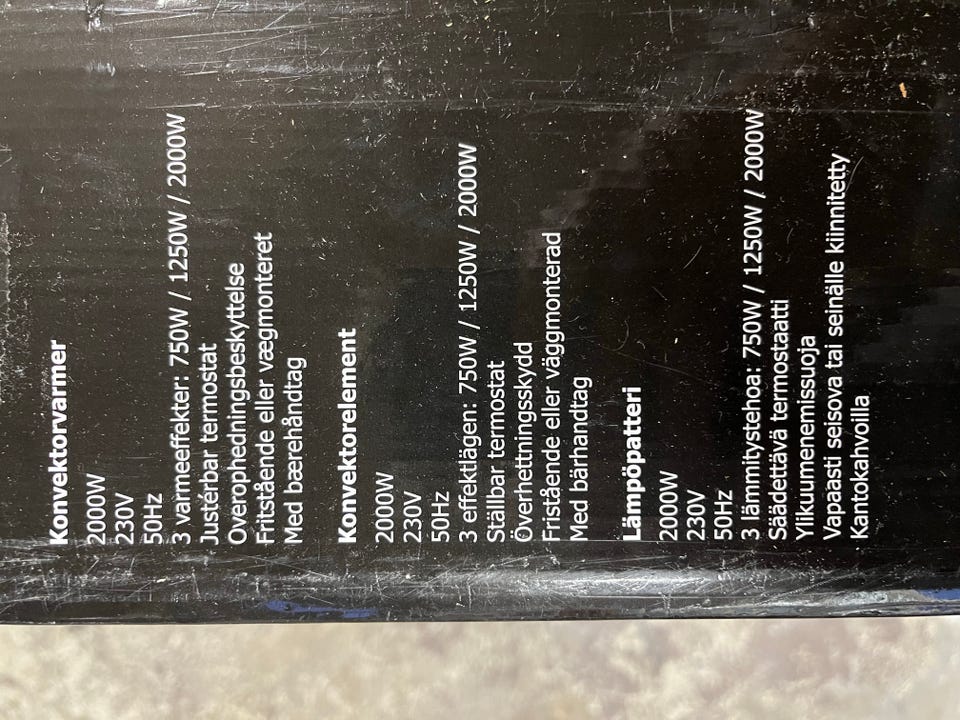 Konvektorvarmer
2000W
230V
50Hz
3 varmeeffekter: 750W / 1250W / 2000W
Justérbar termostat
Overophedningsbeskyttelse
Fritstående eller vægmonteret
Med bærehåndtag
Konvektorelement
2000W
230V
50Hz
3 effektlägen: 750W / 1250W / 2000W
Ställbar termostat
Överhettningsskydd
Fristående eller väggmonterad
Med bärhandtag
Lämpöpatteri
2000W
230V
50Hz
3 lämmitystehoa: 750W / 1250W / 2000W
Säädettävä termostaatti
Ylikuumenemissuoja
Vapaasti seisova tai seinälle kiinnitetty
Kantokahvoilla